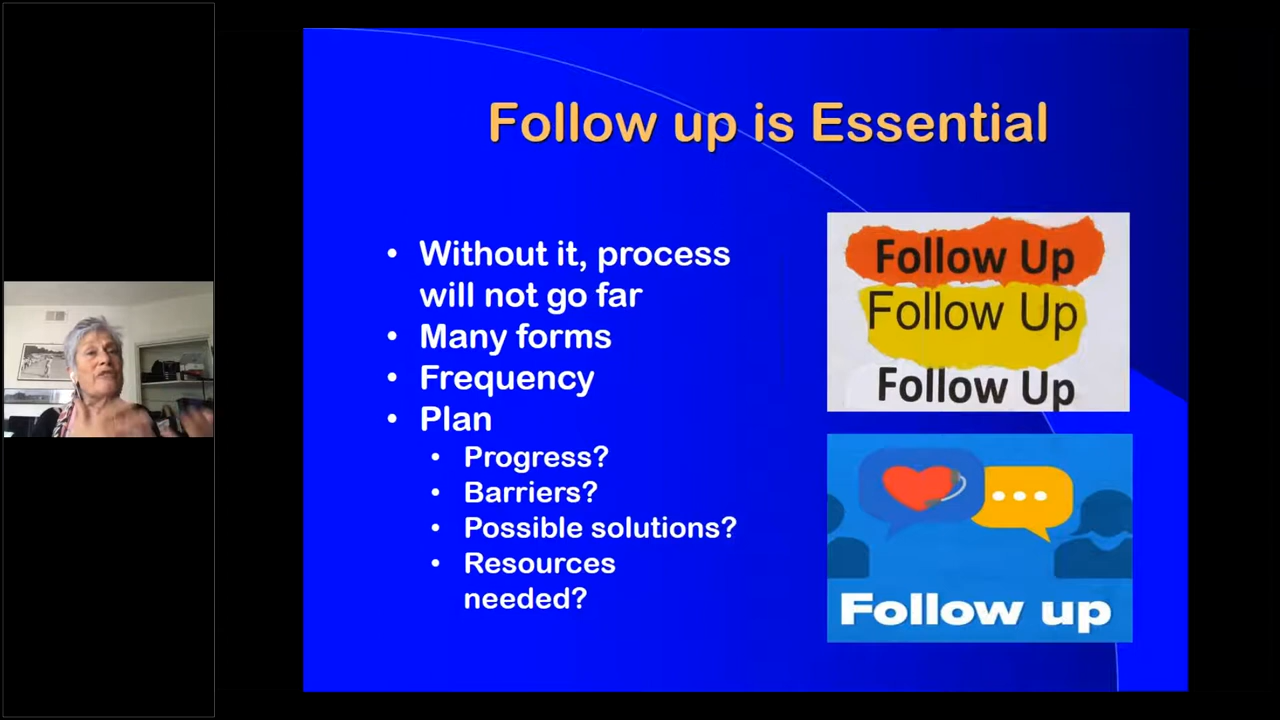 Follow up is Essential
• Without it, process
will not go far
• Many forms
• Frequency
• Plan
• Progress?
• Barriers?
• Possible solutions?
• Resources
needed?
Follow Up
Follow Up
Follow Up
Follow up